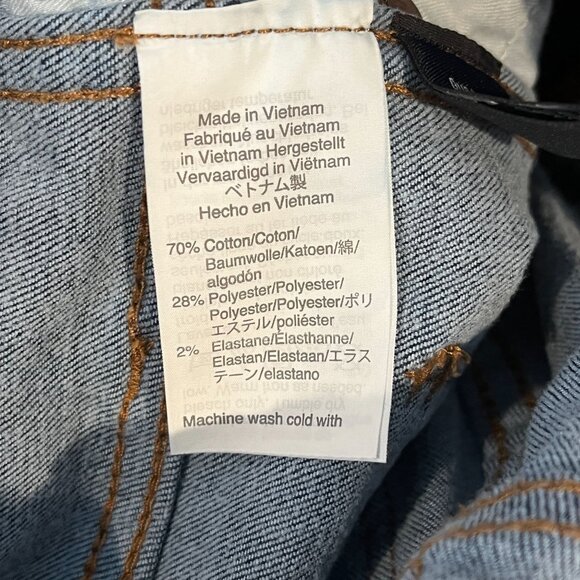 Made in Vietnam
Fabriqué au Vietnam
in Vietnam Hergestellt
Vervaardigd in Viëtnam
ベトナム製
Hecho en Vietnam
70% Cotton/Coton/
Baumwolle/Katoen/綿/
algodón
28% Polyester/Polyester/
Polyester/Polyester/ポリ
エステル/poliéster
2% Elastane/Élasthanne/
Elastan/Elastaan/エラス
テーン/elastano
Machine wash cold with